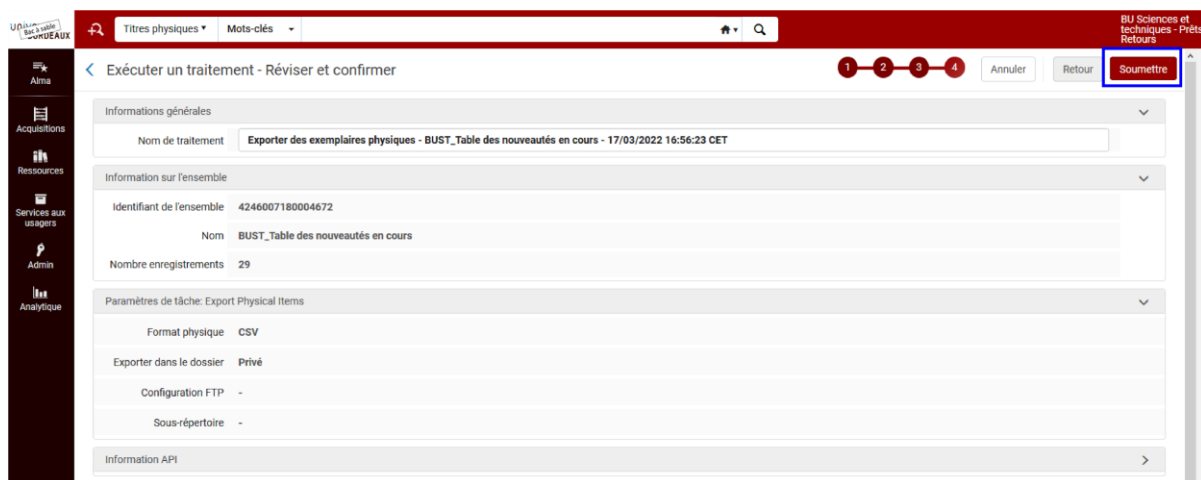 Bac à sable
BORDEAUX
Titres physiques
Mots-clés
BU Sciences et
techniques - Prêts
Retours
Alma
Acquisitions
Ressources
Services aux
usagers
Admin
Analytique
Exécuter un traitement - Réviser et confirmer
1 2 3 4
Annuler
Retour
Soumettre
Informations générales
Nom de traitement Exporter des exemplaires physiques - BUST_Table des nouveautés en cours - 17/03/2022 16:56:23 CET
Information sur l'ensemble
Identifiant de l'ensemble 4246007180004672
Nom BUST_Table des nouveautés en cours
Nombre enregistrements 29
Paramètres de tâche: Export Physical Items
Format physique CSV
Exporter dans le dossier Privé
Configuration FTP -
Sous-répertoire -
Information API